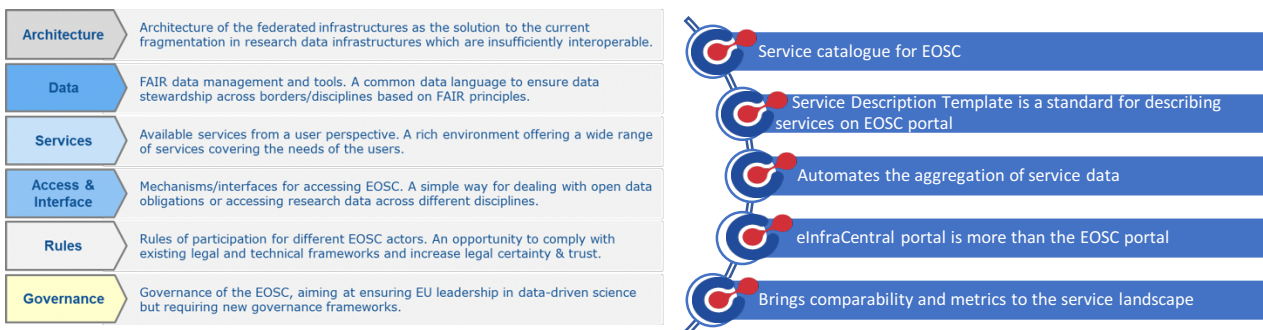 Architecture
Architecture of the federated infrastructures as the solution to the current
fragmentation in research data infrastructures which are insufficiently interoperable.
Data
FAIR data management and tools. A common data language to ensure data
stewardship across borders/disciplines based on FAIR principles.
Services
Available services from a user perspective. A rich environment offering a wide range
of services covering the needs of the users.
Access &
Interface
Mechanisms/interfaces for accessing EOSC. A simple way for dealing with open data
obligations or accessing research data across different disciplines.
Rules
Rules of participation for different EOSC actors. An opportunity to comply with
existing legal and technical frameworks and increase legal certainty & trust.
Governance
Governance of the EOSC, aiming at ensuring EU leadership in data-driven science
but requiring new governance frameworks.
Service catalogue for EOSC
Service Description Template is a standard for describing
services on EOSC portal
Automates the aggregation of service data
eInfraCentral portal is more than the EOSC portal
Brings comparability and metrics to the service landscape